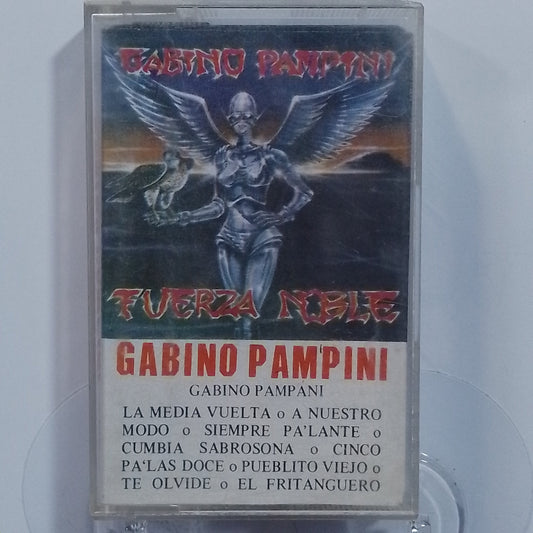 GABINO PAMPINI
FUERZA NOBLE
GABINO PAMPINI
GABINO PAMPANI
LA MEDIA VUELTA o A NUESTRO
MODO o SIEMPRE PA'LANTE o
CUMBIA SABROSONA o CINCO
PA'LAS DOCE o PUEBLITO VIEJO o
TE OLVIDE o EL FRITANGUERO